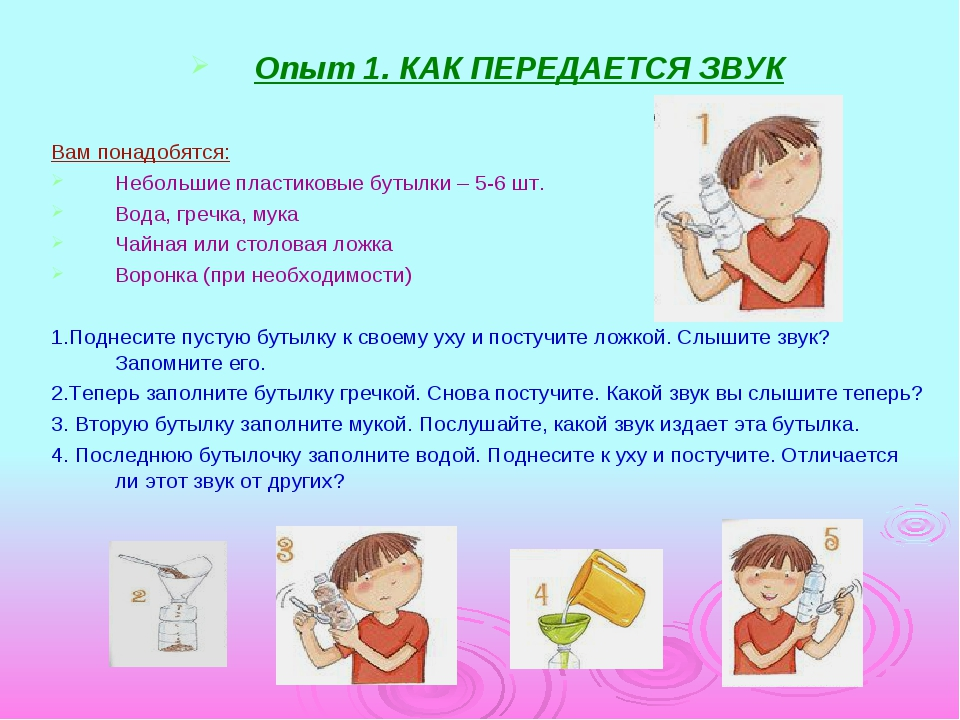 Опыт 1. КАК ПЕРЕДАЕТСЯ ЗВУК
1
Вам понадобятся:
Небольшие пластиковые бутылки – 5-6 шт.
Вода, гречка, мука
Чайная или столовая ложка
Воронка (при необходимости)
1.Поднесите пустую бутылку к своему уху и постучите ложкой. Слышите звук?
Запомните его.
2.Теперь заполните бутылку гречкой. Снова постучите. Какой звук вы слышите теперь?
3. Вторую бутылку заполните мукой. Послушайте, какой звук издает эта бутылка.
4. Последнюю бутылочку заполните водой. Поднесите к уху и постучите. Отличается
ли этот звук от других?
2
3
4
5